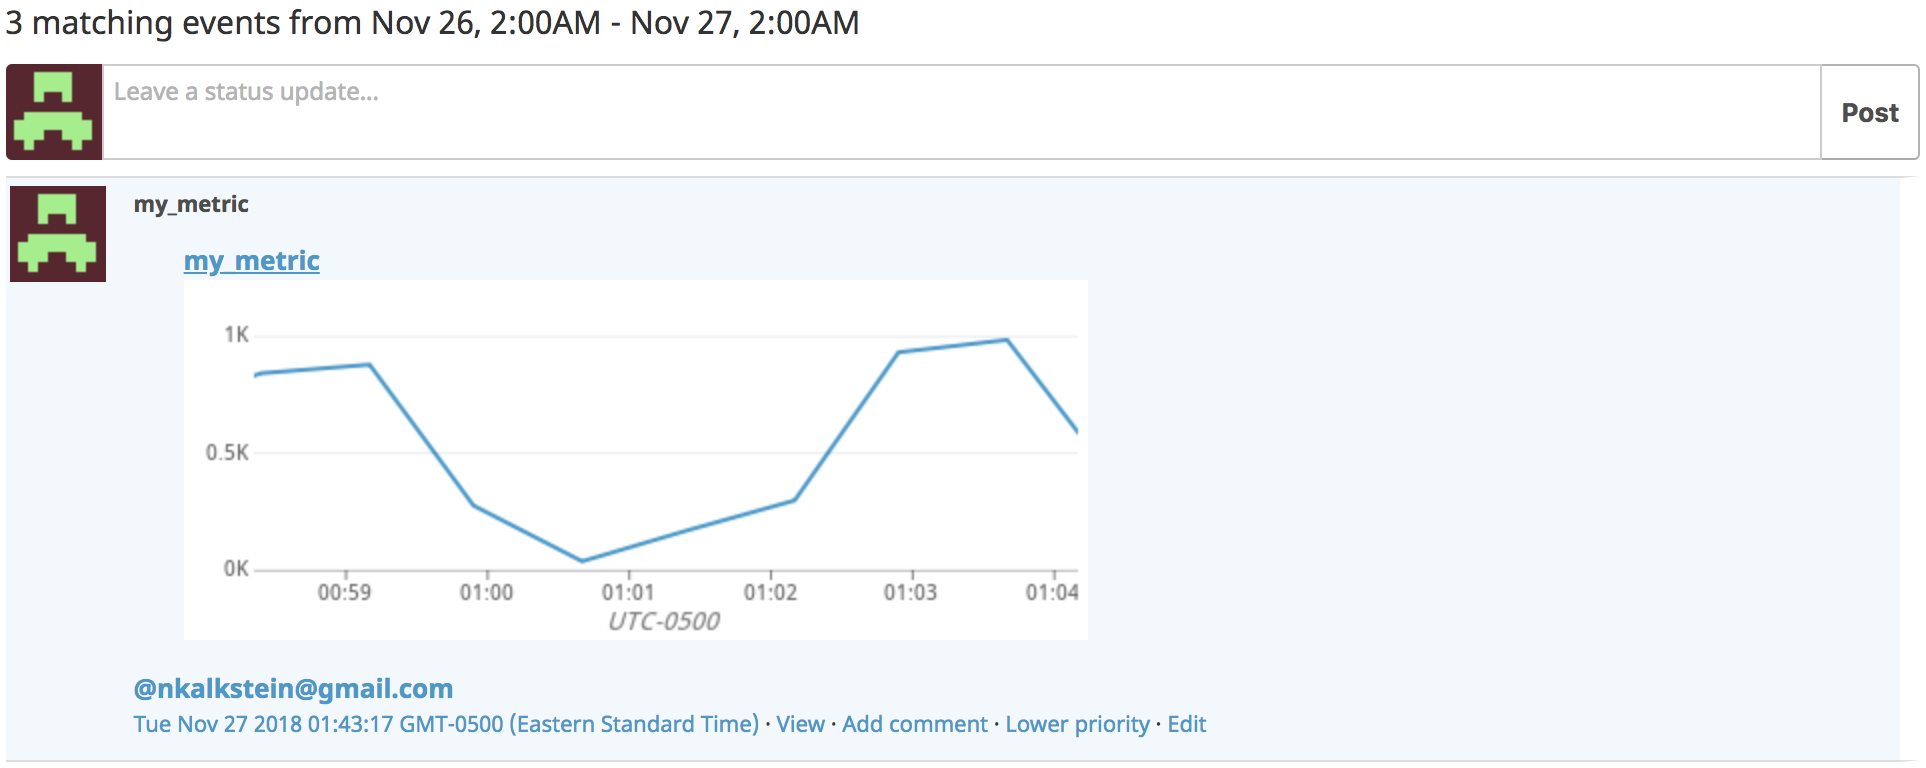 3 matching events from Nov 26, 2:00AM - Nov 27, 2:00AM
Leave a status update...
Post
my_metric
my_metric
1K
0.5K
0K
00:59 01:00 01:01 01:02 01:03 01:04
UTC-0500
@nkalkstein@gmail.com
Tue Nov 27 2018 01:43:17 GMT-0500 (Eastern Standard Time) · View · Add comment · Lower priority · Edit